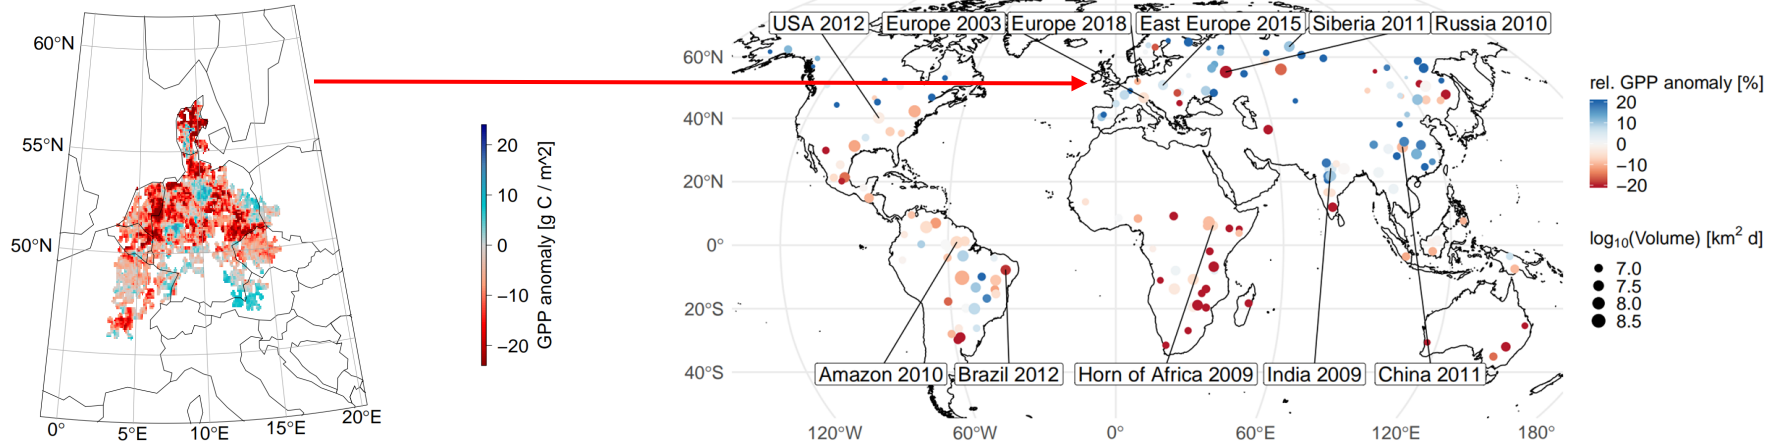 60°N
55°N
50°N
0°
5°E
10°E
15°E
20°E
20
10
0
−10
−20
GPP anomaly [g C / m^2]
USA 2012
Europe 2003
Europe 2018
East Europe 2015
Siberia 2011
Russia 2010
60°N
40°N
20°N
0°
20°S
40°S
Amazon 2010
Brazil 2012
Horn of Africa 2009
India 2009
China 2011
120°W
60°W
0°
60°E
120°E
180°
rel. GPP anomaly [%]
20
10
0
−10
−20
log₁₀(Volume) [km² d]
7.0
7.5
8.0
8.5